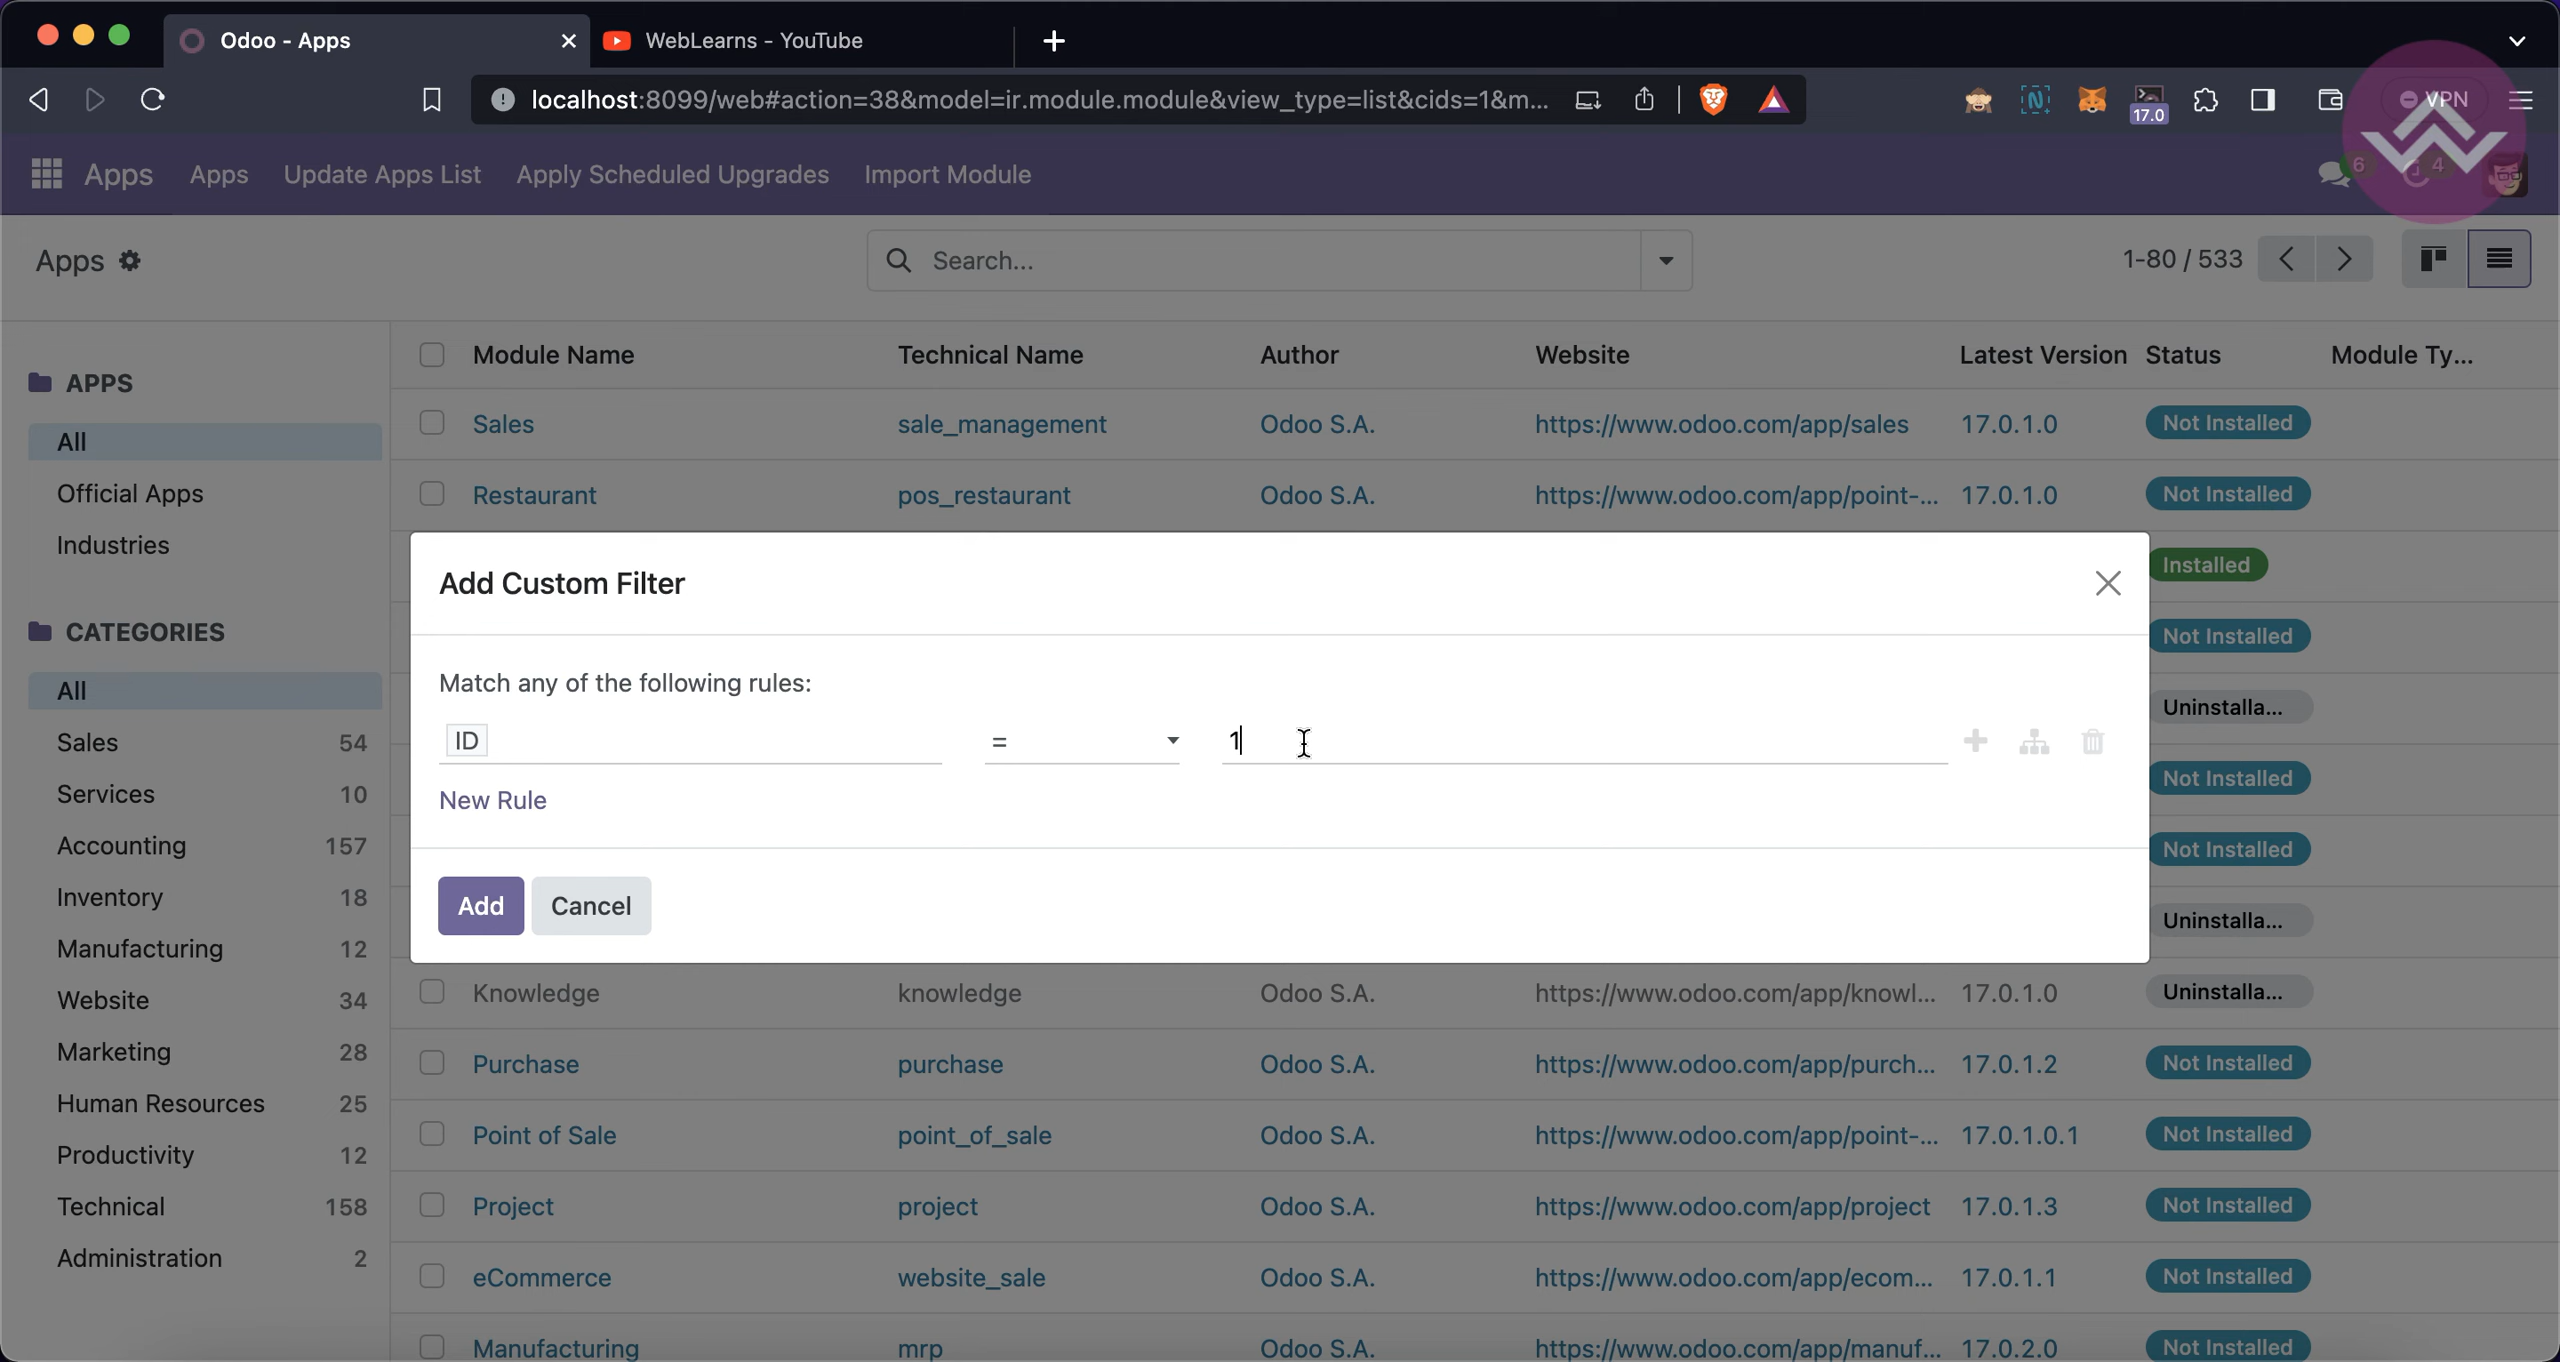 Odoo - Apps
WebLearns - YouTube
localhost:8099/web#action=38&model=ir.module.module&view_type=list&cids=1&m...
17.0
VPN
Apps
Apps
Update Apps List
Apply Scheduled Upgrades
Import Module
6
4
Apps
Search...
1-80 / 533
APPS
All
Official Apps
Industries
CATEGORIES
All
Sales 54
Services 10
Accounting 157
Inventory 18
Manufacturing 12
Website 34
Marketing 28
Human Resources 25
Productivity 12
Technical 158
Administration 2
Module Name Technical Name Author Website Latest Version Status Module Ty...
Sales sale_management Odoo S.A. https://www.odoo.com/app/sales 17.0.1.0 Not Installed
Restaurant pos_restaurant Odoo S.A. https://www.odoo.com/app/point-... 17.0.1.0 Not Installed
Installed
Not Installed
Uninstalla...
Not Installed
Not Installed
Uninstalla...
Add Custom Filter
Match any of the following rules:
ID = 1
New Rule
Add Cancel
Knowledge knowledge Odoo S.A. https://www.odoo.com/app/knowl... 17.0.1.0 Uninstalla...
Purchase purchase Odoo S.A. https://www.odoo.com/app/purch... 17.0.1.2 Not Installed
Point of Sale point_of_sale Odoo S.A. https://www.odoo.com/app/point-... 17.0.1.0.1 Not Installed
Project project Odoo S.A. https://www.odoo.com/app/project 17.0.1.3 Not Installed
eCommerce website_sale Odoo S.A. https://www.odoo.com/app/ecom... 17.0.1.1 Not Installed
Manufacturing mrp Odoo S.A. https://www.odoo.com/app/manuf... 17.0.2.0 Not Installed